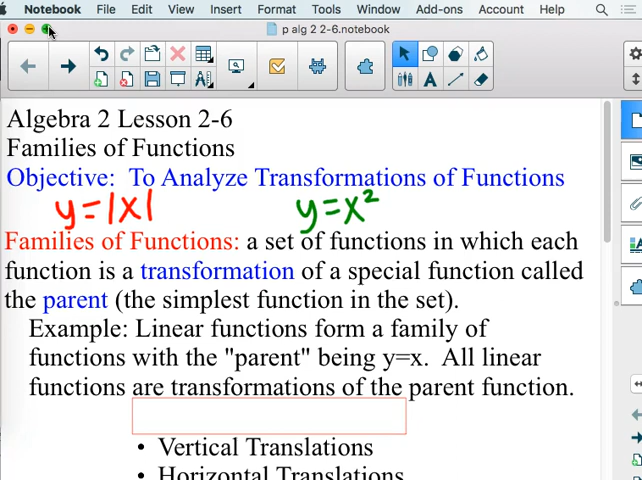 Notebook File Edit View Insert Format Tools Window Add-ons Account Help
p alg 2 2-6.notebook
Algebra 2 Lesson 2-6
Families of Functions
Objective: To Analyze Transformations of Functions
y=|x| y=x²
Families of Functions: a set of functions in which each
function is a transformation of a special function called
the parent (the simplest function in the set).
Example: Linear functions form a family of
functions with the "parent" being y=x. All linear
functions are transformations of the parent function.
• Vertical Translations
• Horizontal Translations